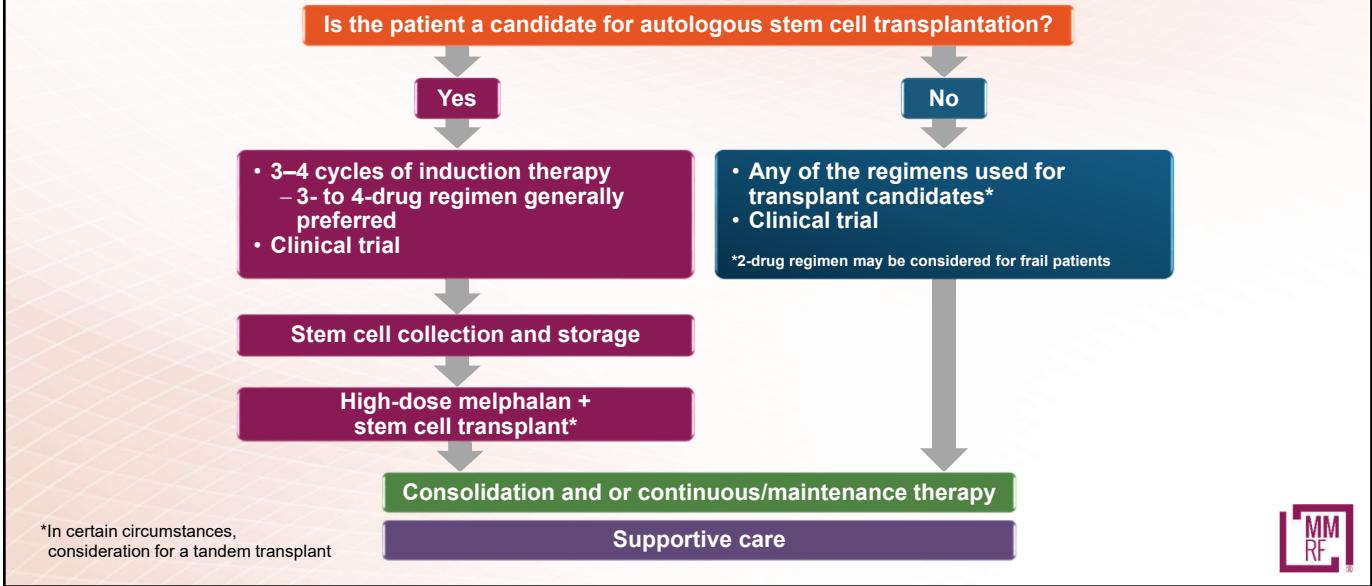 Is the patient a candidate for autologous stem cell transplantation?
Yes
No
• 3–4 cycles of induction therapy
– 3- to 4-drug regimen generally
preferred
• Clinical trial
• Any of the regimens used for
transplant candidates*
• Clinical trial
*2-drug regimen may be considered for frail patients
Stem cell collection and storage
High-dose melphalan +
stem cell transplant*
Consolidation and or continuous/maintenance therapy
Supportive care
*In certain circumstances,
consideration for a tandem transplant
MM
RF
®